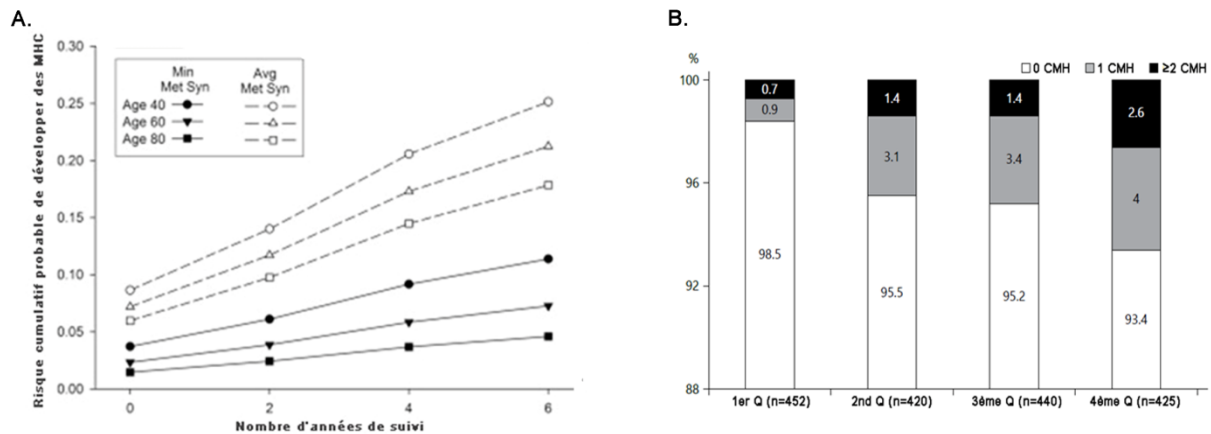 A.
Risque cumulatif probable de développer des MHC
0.30
0.25
0.20
0.15
0.10
0.05
0.00
Min Avg
Met Syn Met Syn
Age 40
Age 60
Age 80
0 2 4 6
Nombre d'années de suivi
B.
%
0 CMH 1 CMH ≥2 CMH
100
96
92
88
0.7
0.9
98.5
1.4
3.1
95.5
1.4
3.4
95.2
2.6
4
93.4
1er Q (n=452) 2nd Q (n=420) 3ème Q (n=440) 4ème Q (n=425)